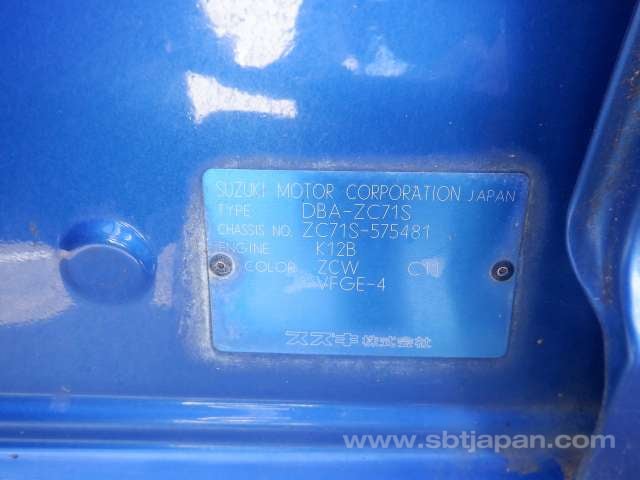 SUZUKI MOTOR CORPORATION JAPAN
TYPE DBA-ZC71S
CHASSIS NO. ZC71S-575481
ENGINE K12B
COLOR ZCW
VFGE-4
スズキ株式会社
www.sbtjapan.com